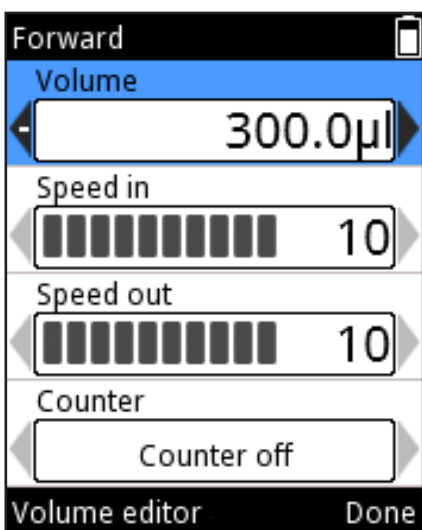 Forward
Volume
-
300.0µl
Speed in
10
Speed out
10
Counter
Counter off
Volume editor Done